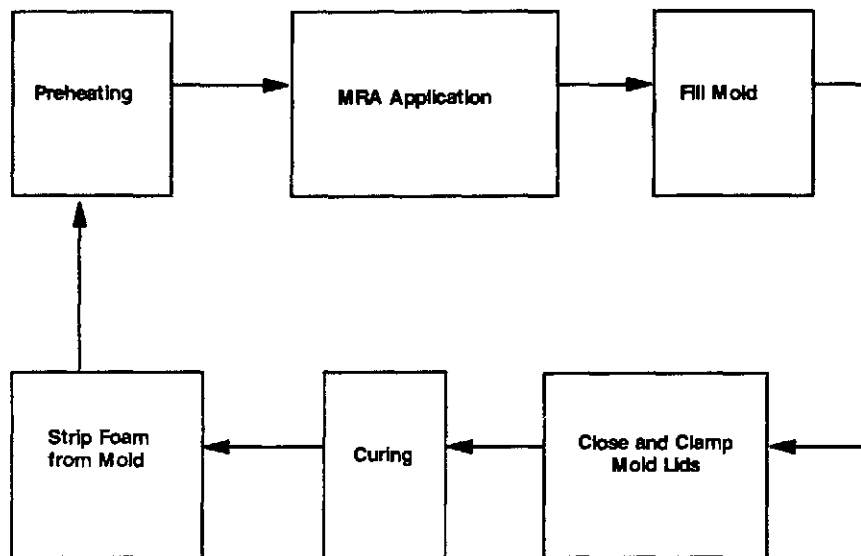 Preheating
MRA Application
Fill Mold
Strip Foam
from Mold
Curing
Close and Clamp
Mold Lids